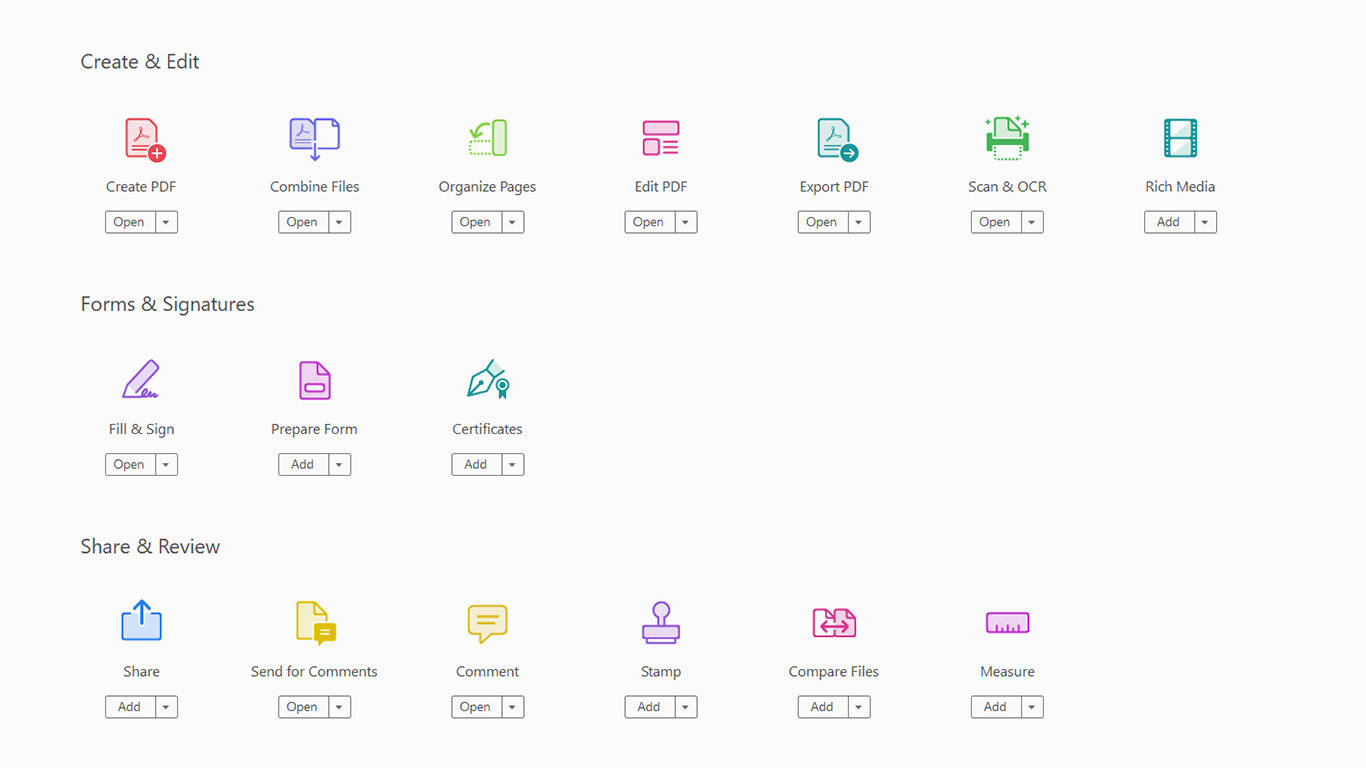 Create & Edit
Create PDF Combine Files Organize Pages Edit PDF Export PDF Scan & OCR Rich Media
Open Open Open Open Open Open Add
Forms & Signatures
Fill & Sign Prepare Form Certificates
Open Add Add
Share & Review
Share Send for Comments Comment Stamp Compare Files Measure
Add Open Open Add Add Add